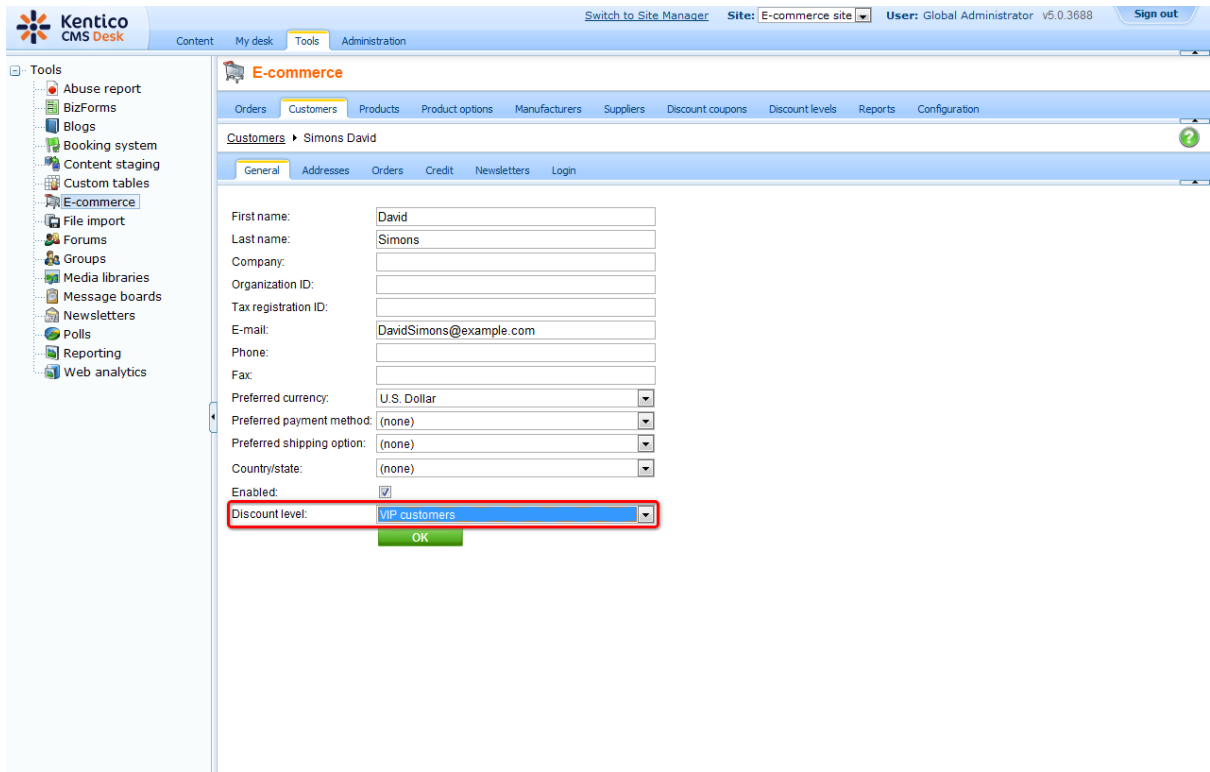 Kentico
CMS Desk
Switch to Site Manager Site: E-commerce site User: Global Administrator v5.0.3688 Sign out
Content My desk Tools Administration
Tools
Abuse report
BizForms
Blogs
Booking system
Content staging
Custom tables
E-commerce
File import
Forums
Groups
Media libraries
Message boards
Newsletters
Polls
Reporting
Web analytics
E-commerce
Orders Customers Products Product options Manufacturers Suppliers Discount coupons Discount levels Reports Configuration
Customers Simons David
General Addresses Orders Credit Newsletters Login
First name: David
Last name: Simons
Company:
Organization ID:
Tax registration ID:
E-mail: DavidSimons@example.com
Phone:
Fax:
Preferred currency: U.S. Dollar
Preferred payment method: (none)
Preferred shipping option: (none)
Country/state: (none)
Enabled:
Discount level: VIP customers
OK